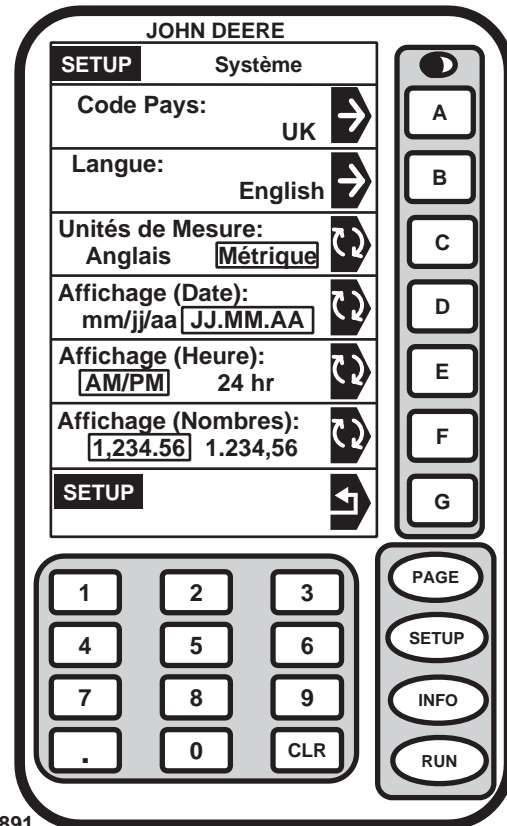 JOHN DEERE
SETUP Système
Code Pays:
UK
Langue:
English
Unités de Mesure:
Anglais Métrique
Affichage (Date):
mm/jj/aa JJ.MM.AA
Affichage (Heure):
AM/PM 24 hr
Affichage (Nombres):
1,234.56 1.234,56
SETUP
A
B
C
D
E
F
G
PAGE
SETUP
INFO
RUN
1 2 3
4 5 6
7 8 9
. 0 CLR
891